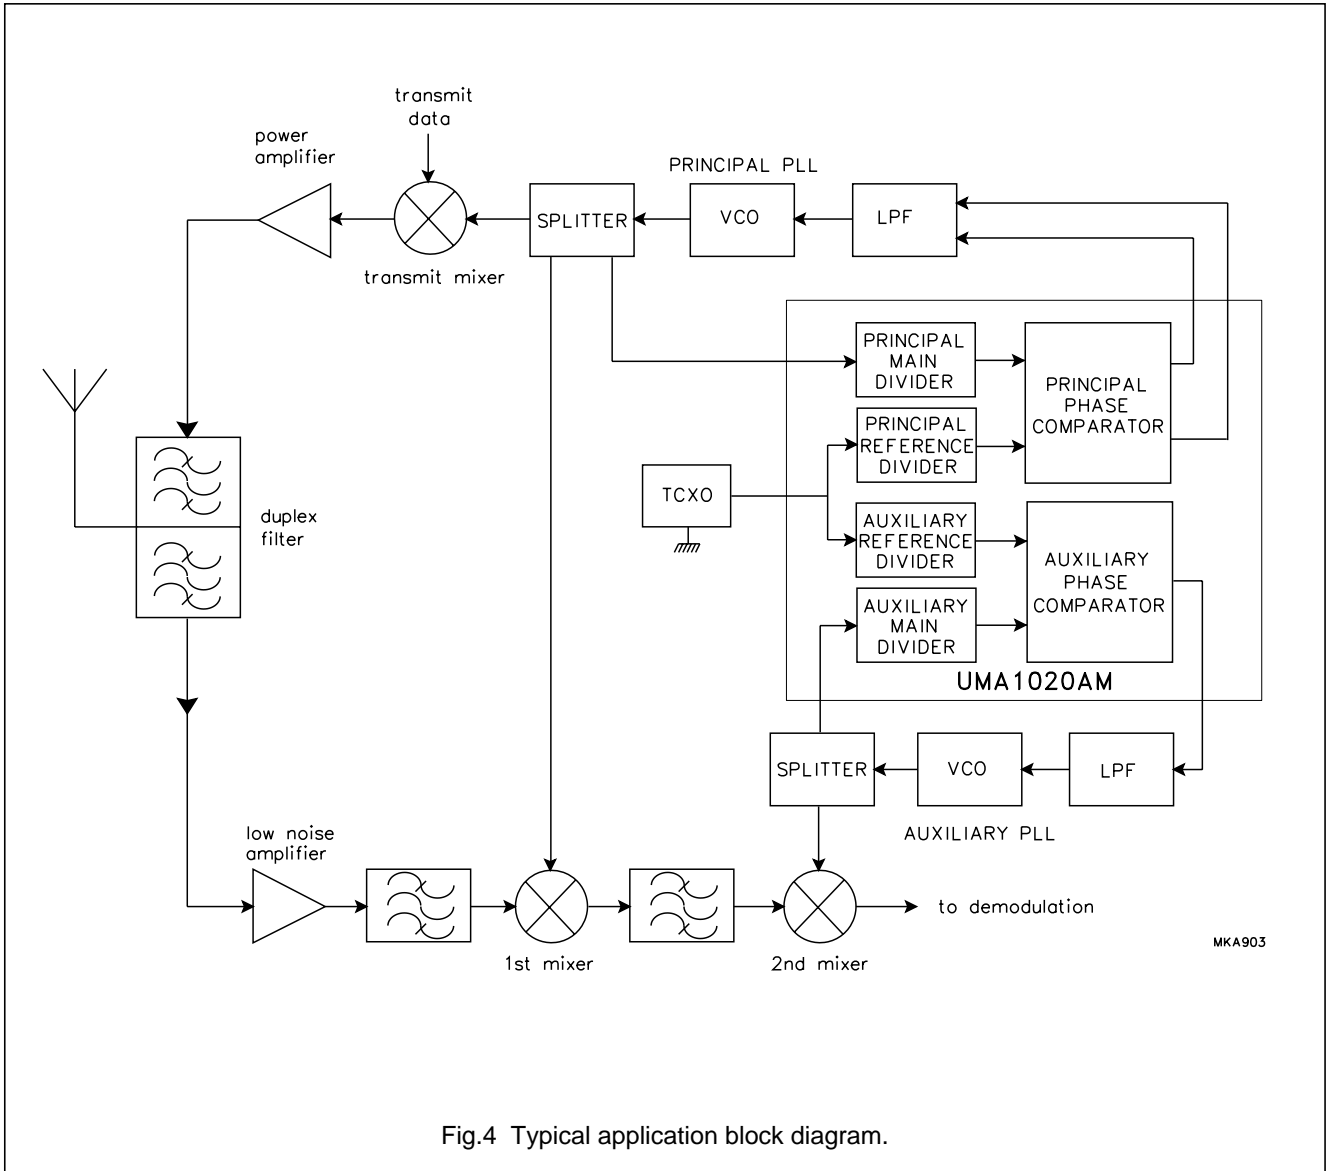 transmit
data
power
amplifier
PRINCIPAL PLL
SPLITTER
VCO
LPF
transmit mixer
PRINCIPAL
MAIN
DIVIDER
PRINCIPAL
PHASE
COMPARATOR
PRINCIPAL
REFERENCE
DIVIDER
TCXO
duplex
filter
AUXILIARY
REFERENCE
DIVIDER
AUXILIARY
PHASE
COMPARATOR
AUXILIARY
MAIN
DIVIDER
UMA1020AM
SPLITTER
VCO
LPF
AUXILIARY PLL
low noise
amplifier
to demodulation
1st mixer
2nd mixer
MKA903
Fig.4 Typical application block diagram.